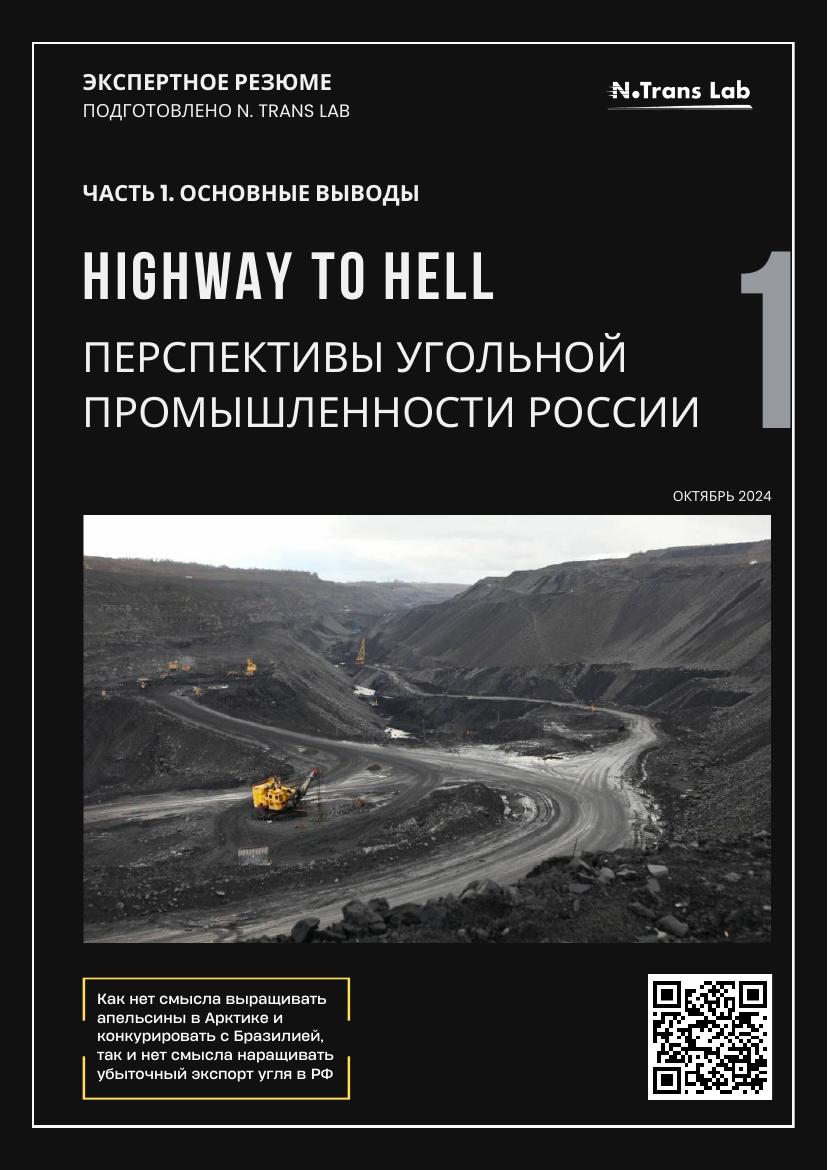 ЭКСПЕРТНОЕ РЕЗЮМЕ
ПОДГОТОВЛЕНО N. TRANS LAB
N.Trans Lab
ЧАСТЬ 1. ОСНОВНЫЕ ВЫВОДЫ
HIGHWAY TO HELL
1
ПЕРСПЕКТИВЫ УГОЛЬНОЙ
ПРОМЫШЛЕННОСТИ РОССИИ
ОКТЯБРЬ 2024
Как нет смысла выращивать
апельсины в Арктике и
конкурировать с Бразилией,
так и нет смысла наращивать
убыточный экспорт угля в РФ